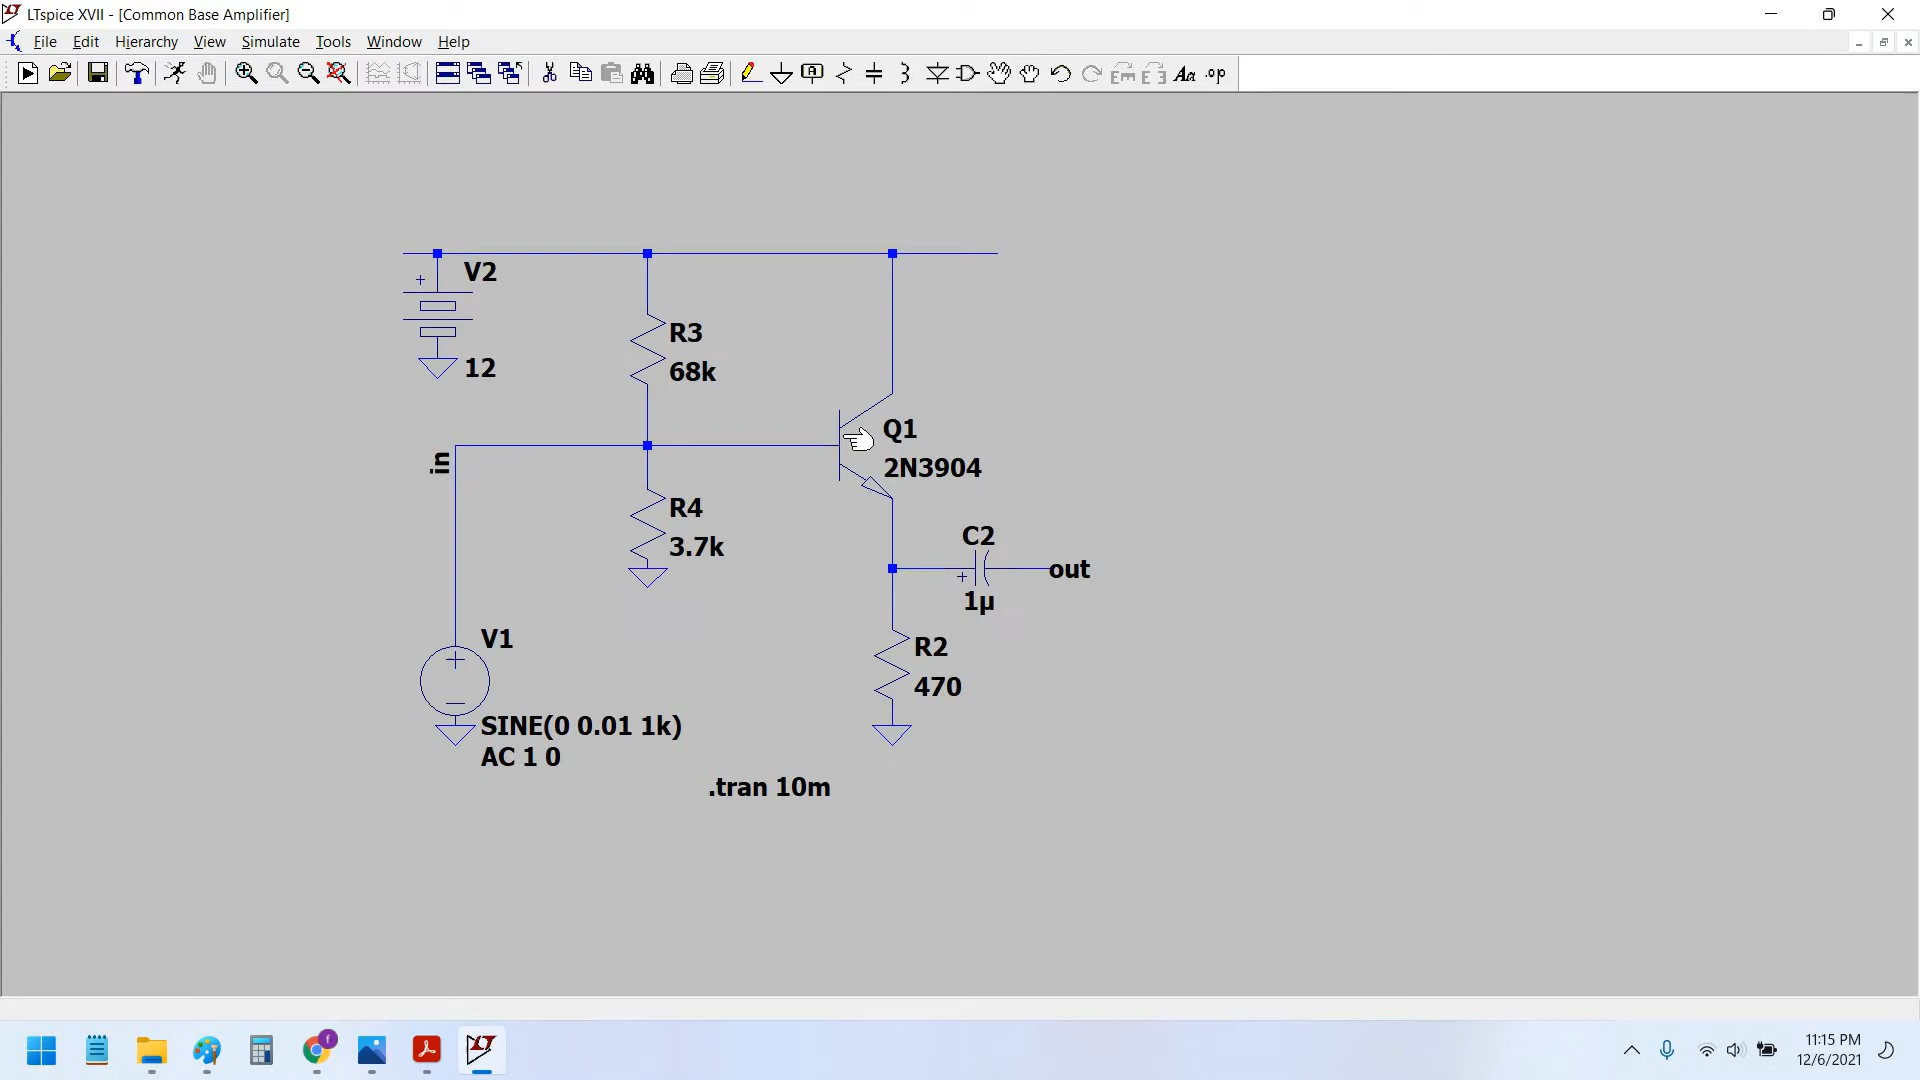 LTspice XVII - [Common Base Amplifier]
File Edit Hierarchy View Simulate Tools Window Help
Aa .op
V2
12
R3
68k
in
Q1
2N3904
R4
3.7k
C2
1µ
out
V1
SINE(0 0.01 1k)
AC 1 0
R2
470
.tran 10m
11:15 PM
12/6/2021